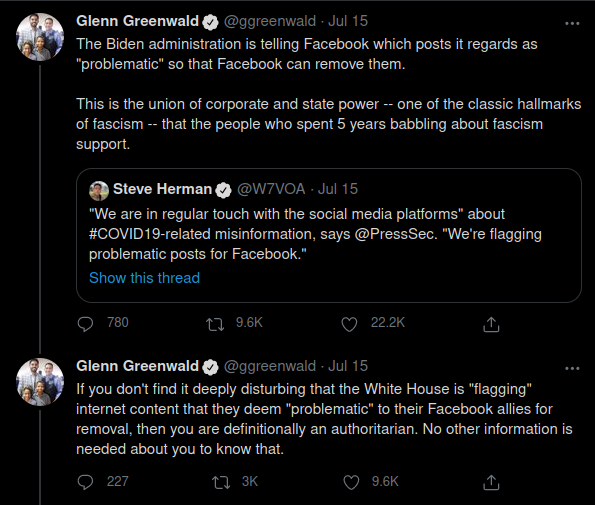 Glenn Greenwald @ggreenwald · Jul 15
The Biden administration is telling Facebook which posts it regards as
"problematic" so that Facebook can remove them.
This is the union of corporate and state power -- one of the classic hallmarks
of fascism -- that the people who spent 5 years babbling about fascism
support.
Steve Herman @W7VOA · Jul 15
"We are in regular touch with the social media platforms" about
#COVID19-related misinformation, says @PressSec. "We're flagging
problematic posts for Facebook."
Show this thread
780 9.6K 22.2K
Glenn Greenwald @ggreenwald · Jul 15
If you don't find it deeply disturbing that the White House is "flagging"
internet content that they deem "problematic" to their Facebook allies for
removal, then you are definitionally an authoritarian. No other information is
needed about you to know that.
227 3K 9.6K